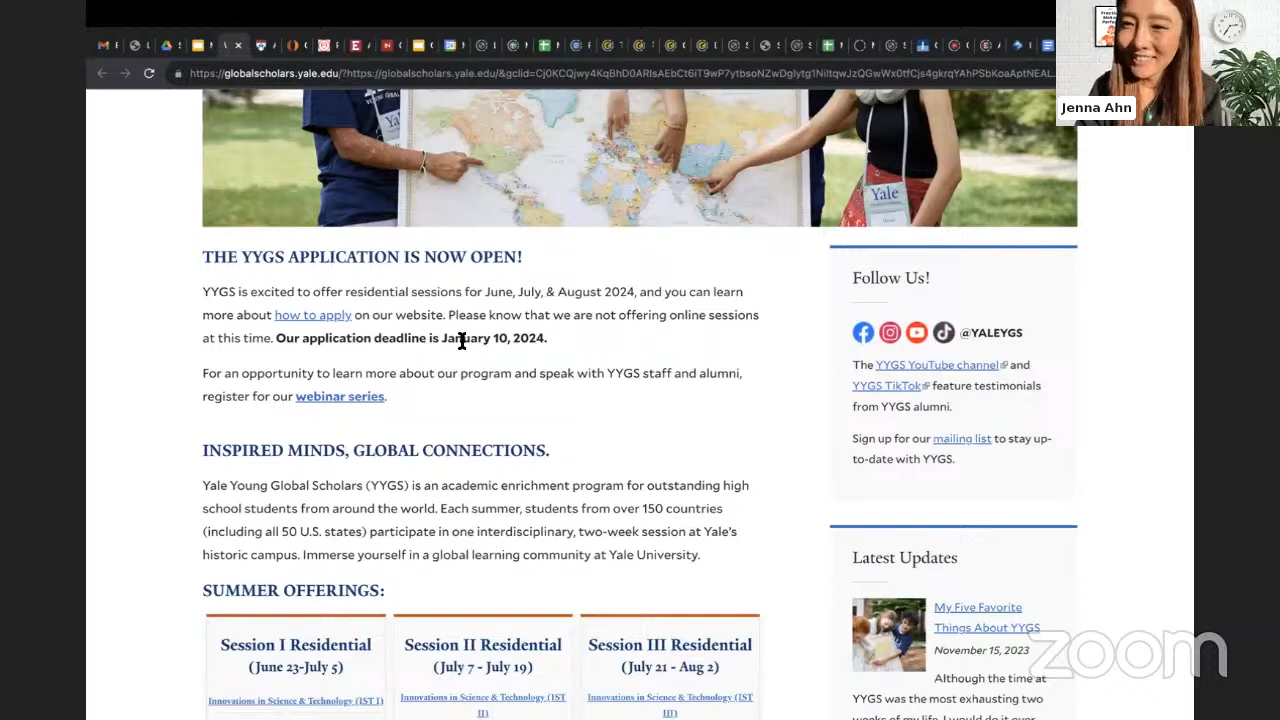 https://globalscholars.yale.edu/?https://globalscholars.yale.edu/&gclid=
Jenna Ahn
Yale
THE YYGS APPLICATION IS NOW OPEN!
YYGS is excited to offer residential sessions for June, July, & August 2024, and you can learn
more about how to apply on our website. Please know that we are not offering online sessions
at this time. Our application deadline is January 10, 2024.
For an opportunity to learn more about our program and speak with YYGS staff and alumni,
register for our webinar series.
INSPIRED MINDS, GLOBAL CONNECTIONS.
Yale Young Global Scholars (YYGS) is an academic enrichment program for outstanding high
school students from around the world. Each summer, students from over 150 countries
(including all 50 U.S. states) participate in one interdisciplinary, two-week session at Yale's
historic campus. Immerse yourself in a global learning community at Yale University.
SUMMER OFFERINGS:
Session I Residential
(June 23-July 5)
Innovations in Science & Technology (IST I)
Session II Residential
(July 7 - July 19)
Innovations in Science & Technology (IST
II)
Session III Residential
(July 21 - Aug 2)
Innovations in Science & Technology (IST
III)
Follow Us!
@YALEYGS
The YYGS YouTube channel and
YYGS TikTok feature testimonials
from YYGS alumni.
Sign up for our mailing list to stay up-
to-date with YYGS.
Latest Updates
My Five Favorite
Things About YYGS
November 15, 2023
Although the time at
YYGS was the most exhausting two
weeks of my life, I would do it over
zoom